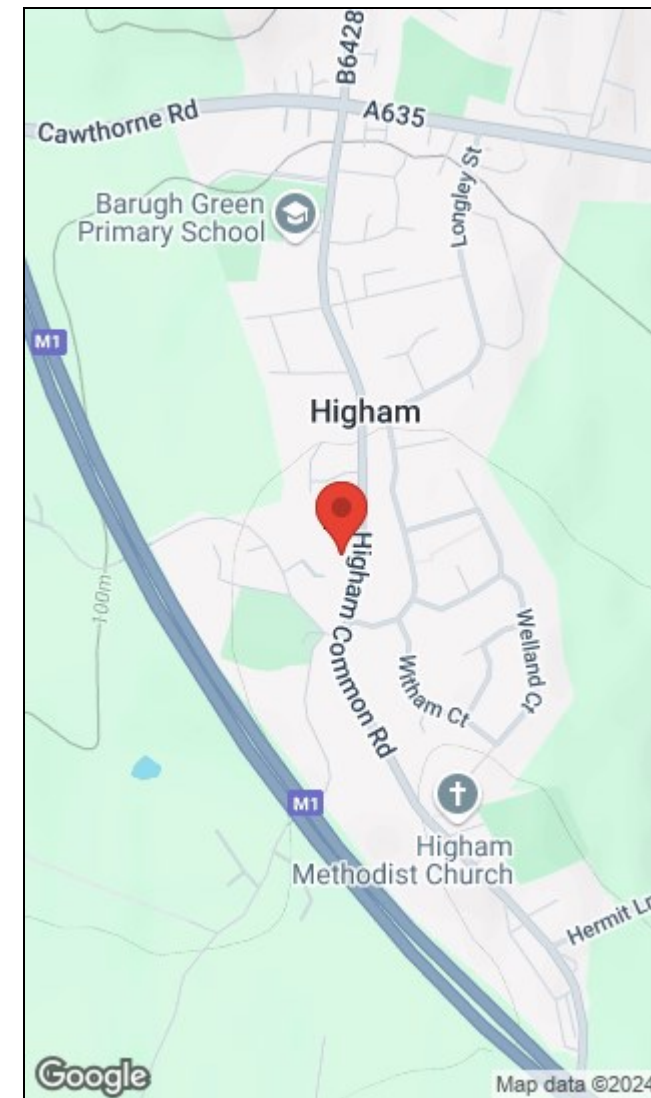 B6428
A635
Cawthorne Rd
Longley St
Barugh Green
Primary School
M1
Higham
Higham Common Rd
100m
Welland Ct
Witham Ct
M1
Higham
Methodist Church
Hermit Ln
Google
Map data ©2024